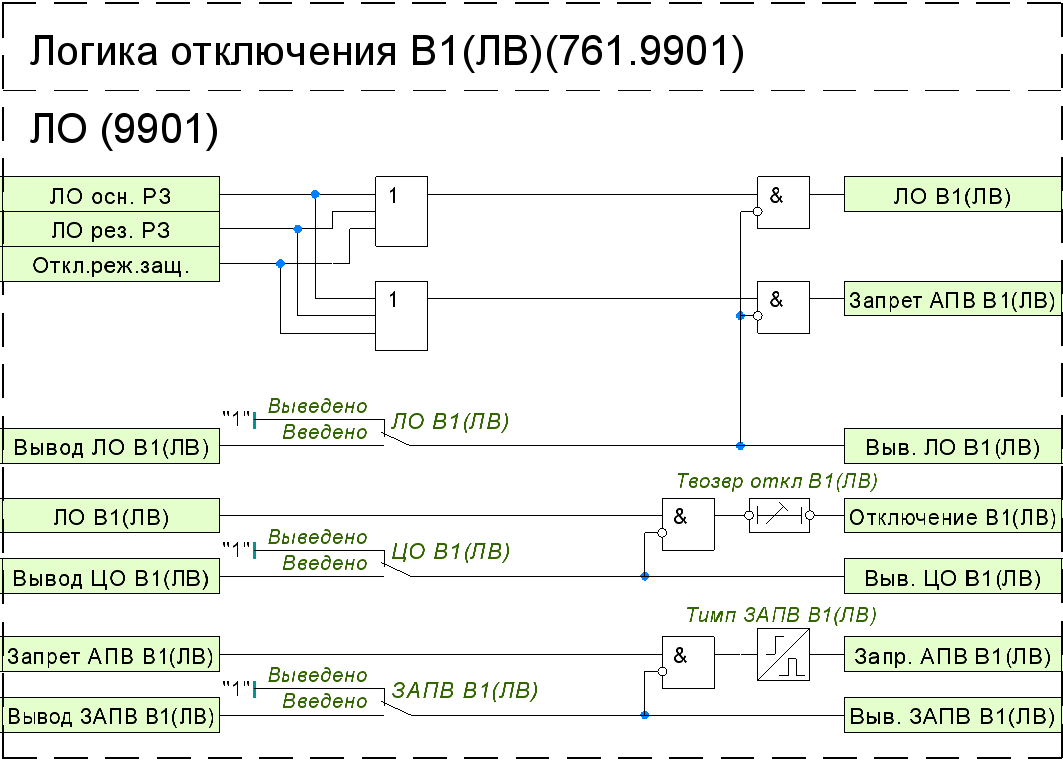 Логика отключения В1(ЛВ)(761.9901)
ЛО (9901)
ЛО осн. РЗ
1
&
ЛО В1(ЛВ)
ЛО рез. РЗ
Откл.реж.защ.
1
&
Запрет АПВ В1(ЛВ)
"1"
Выведено
Введено
ЛО В1(ЛВ)
Вывод ЛО В1(ЛВ)
Выв. ЛО В1(ЛВ)
Твозвр откл В1(ЛВ)
ЛО В1(ЛВ)
&
Отключение В1(ЛВ)
"1"
Выведено
Введено
ЦО В1(ЛВ)
Вывод ЦО В1(ЛВ)
Выв. ЦО В1(ЛВ)
Тимп ЗАПВ В1(ЛВ)
Запрет АПВ В1(ЛВ)
&
Запр. АПВ В1(ЛВ)
"1"
Выведено
Введено
ЗАПВ В1(ЛВ)
Вывод ЗАПВ В1(ЛВ)
Выв. ЗАПВ В1(ЛВ)